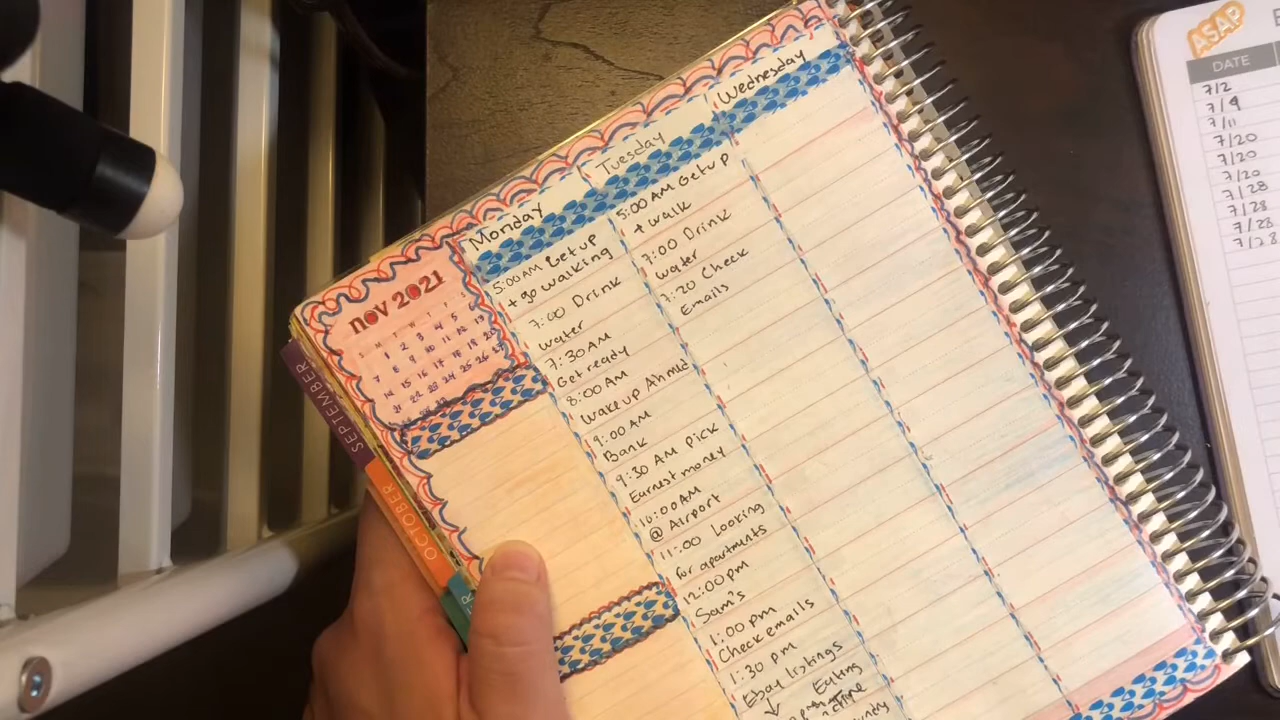 Monday
Tuesday
Wednesday
nov 2021
5:00 AM Get up
+ go walking
7:00 Drink
water
7:30 AM
Get ready
8:00 AM
Wake up Ahmid
9:00 AM
Bank
9:30 AM Pick
Earnest money
10:00 AM
@ Airport
11:00 Looking
for apartments
12:00 pm
Sam's
1:00 pm
Check emails
1:30 pm
Ebay listings
Eating
5:00 AM Get up
+ walk
7:00 Drink
water
7:20 Check
Emails
SEPTEMBER
OCTOBER
ASAP
DATE
7/2
7/9
7/11
7/20
7/20
7/20
7/28
7/28
7/28